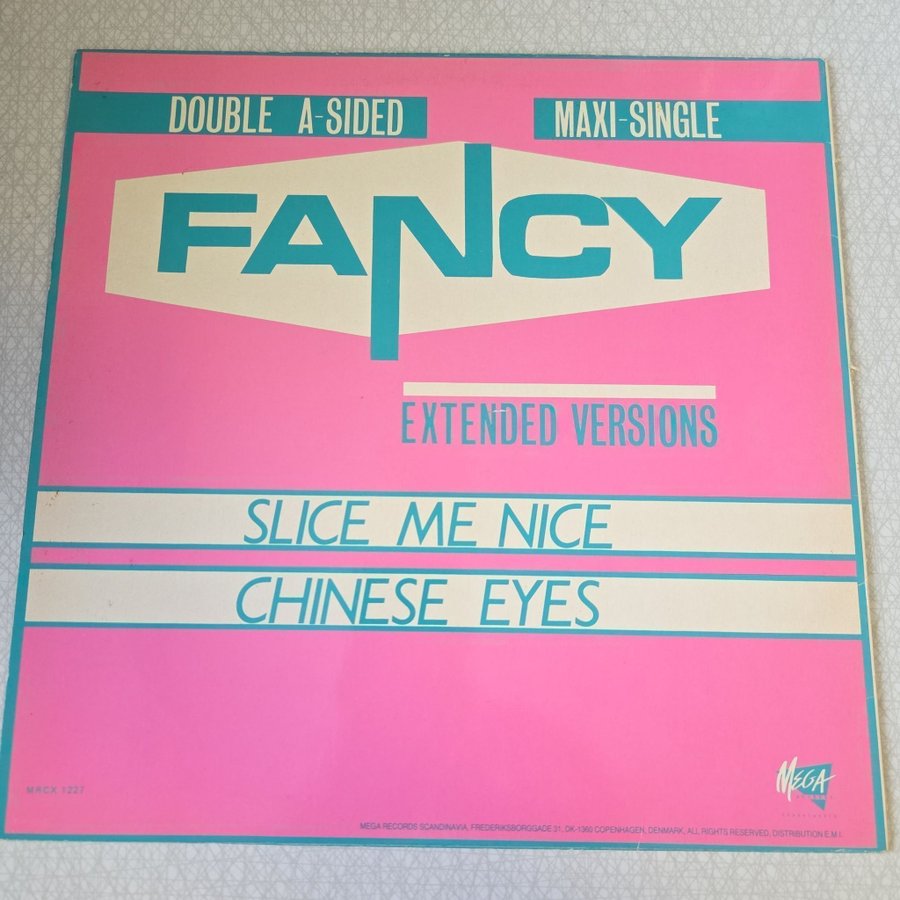 DOUBLE A-SIDED MAXI-SINGLE
FANCY
EXTENDED VERSIONS
SLICE ME NICE
CHINESE EYES
MEGA
MRCX 1227
MEGA RECORDS SCANDINAVIA, FREDERIKSBORGGADE 31, DK-1360 COPENHAGEN, DENMARK, ALL RIGHTS RESERVED, DISTRIBUTION E.M.I.